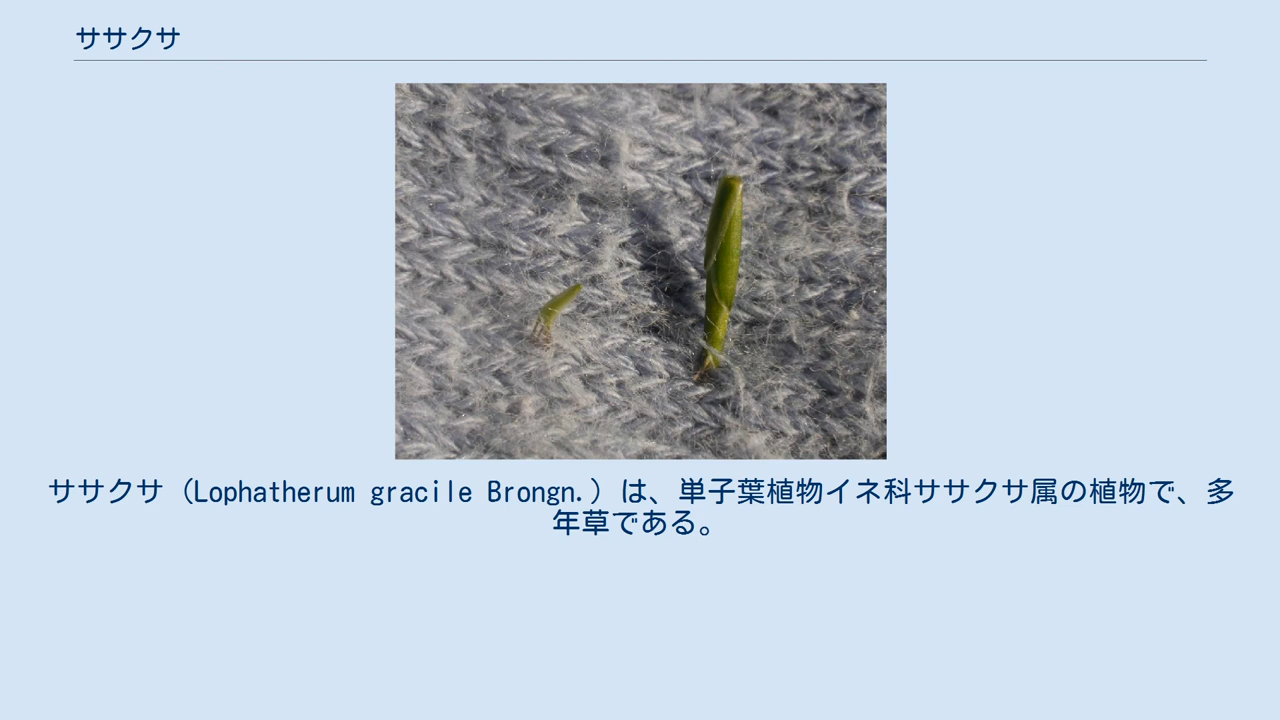 ササクサ
ササクサ（Lophatherum gracile Brongn.）は、単子葉植物イネ科ササクサ属の植物で、多
年草である。